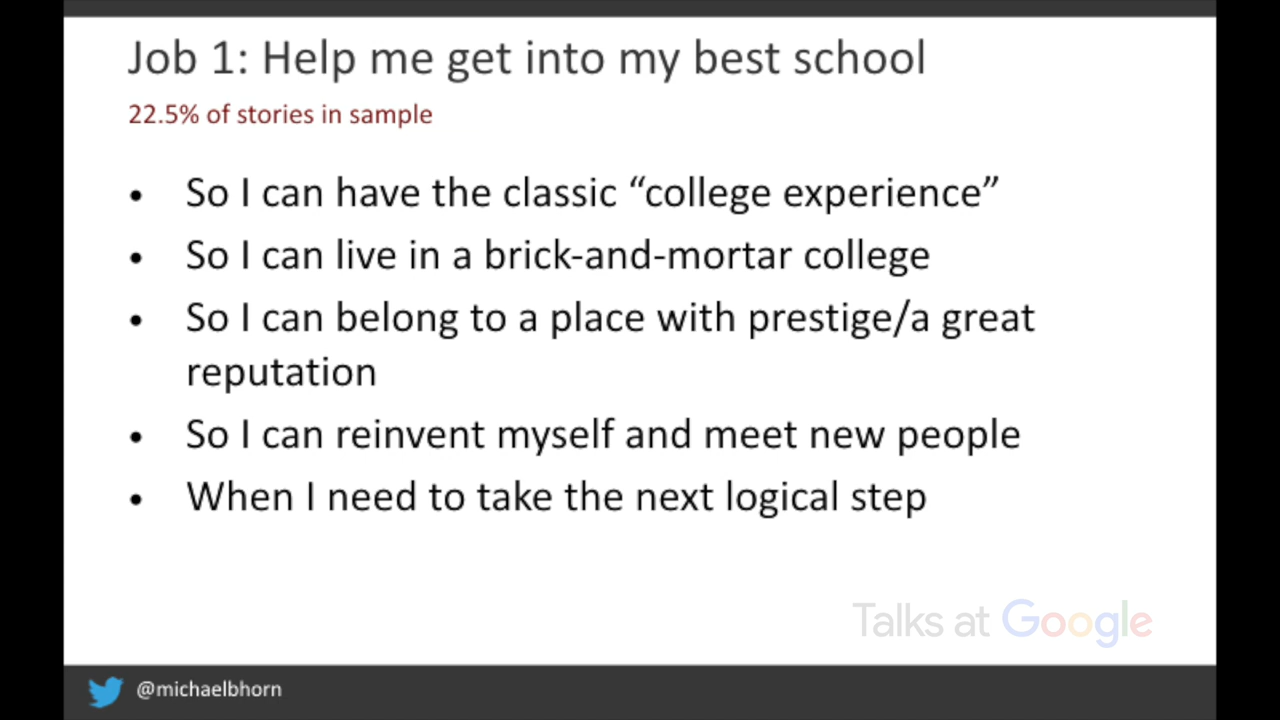 Job 1: Help me get into my best school
22.5% of stories in sample
• So I can have the classic “college experience”
• So I can live in a brick-and-mortar college
• So I can belong to a place with prestige/a great
reputation
• So I can reinvent myself and meet new people
• When I need to take the next logical step
Talks at Google
@michaelbhorn